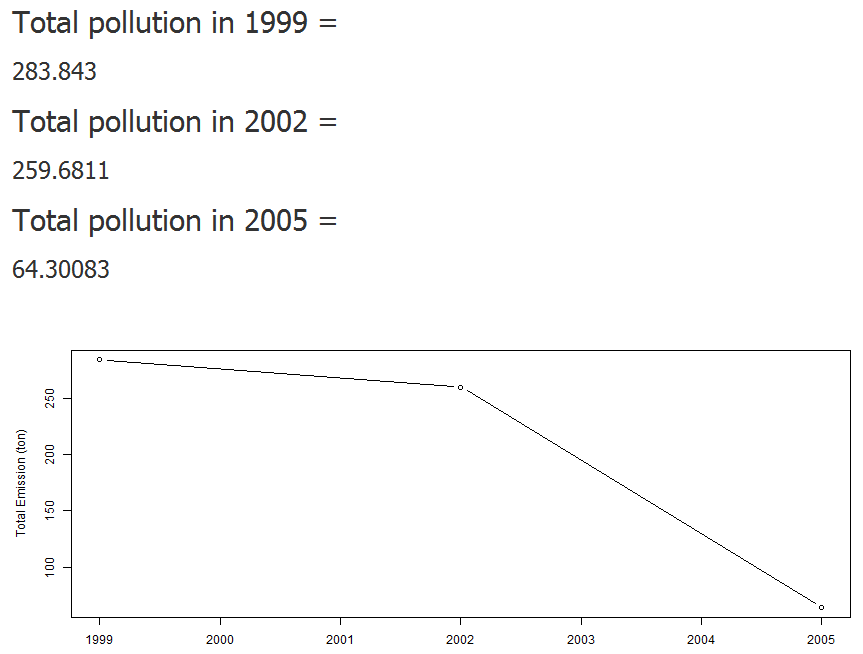 Total pollution in 1999 =
283.843
Total pollution in 2002 =
259.6811
Total pollution in 2005 =
64.30083
250
200
150
100
Total Emission (ton)
1999 2000 2001 2002 2003 2004 2005